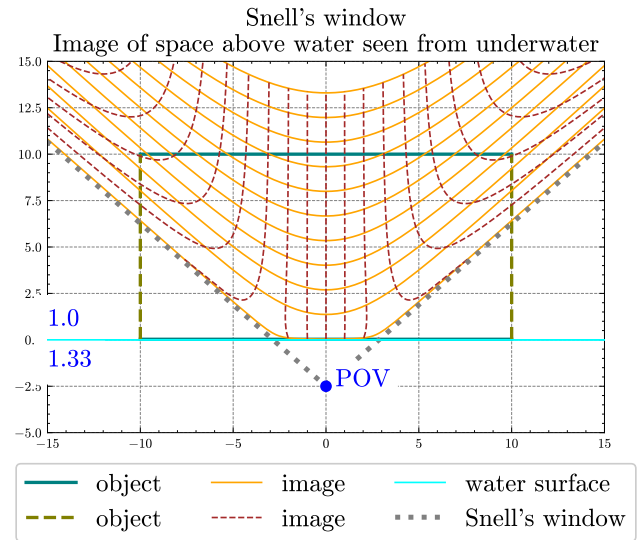 Snell's window
Image of space above water seen from underwater
15.0
12.5
10.0
7.5
5.0
2.5
1.0
0.
1.33
−2.5
POV
−5.0
−15 −10 −5 0 5 10 15
object image water surface
object image Snell's window